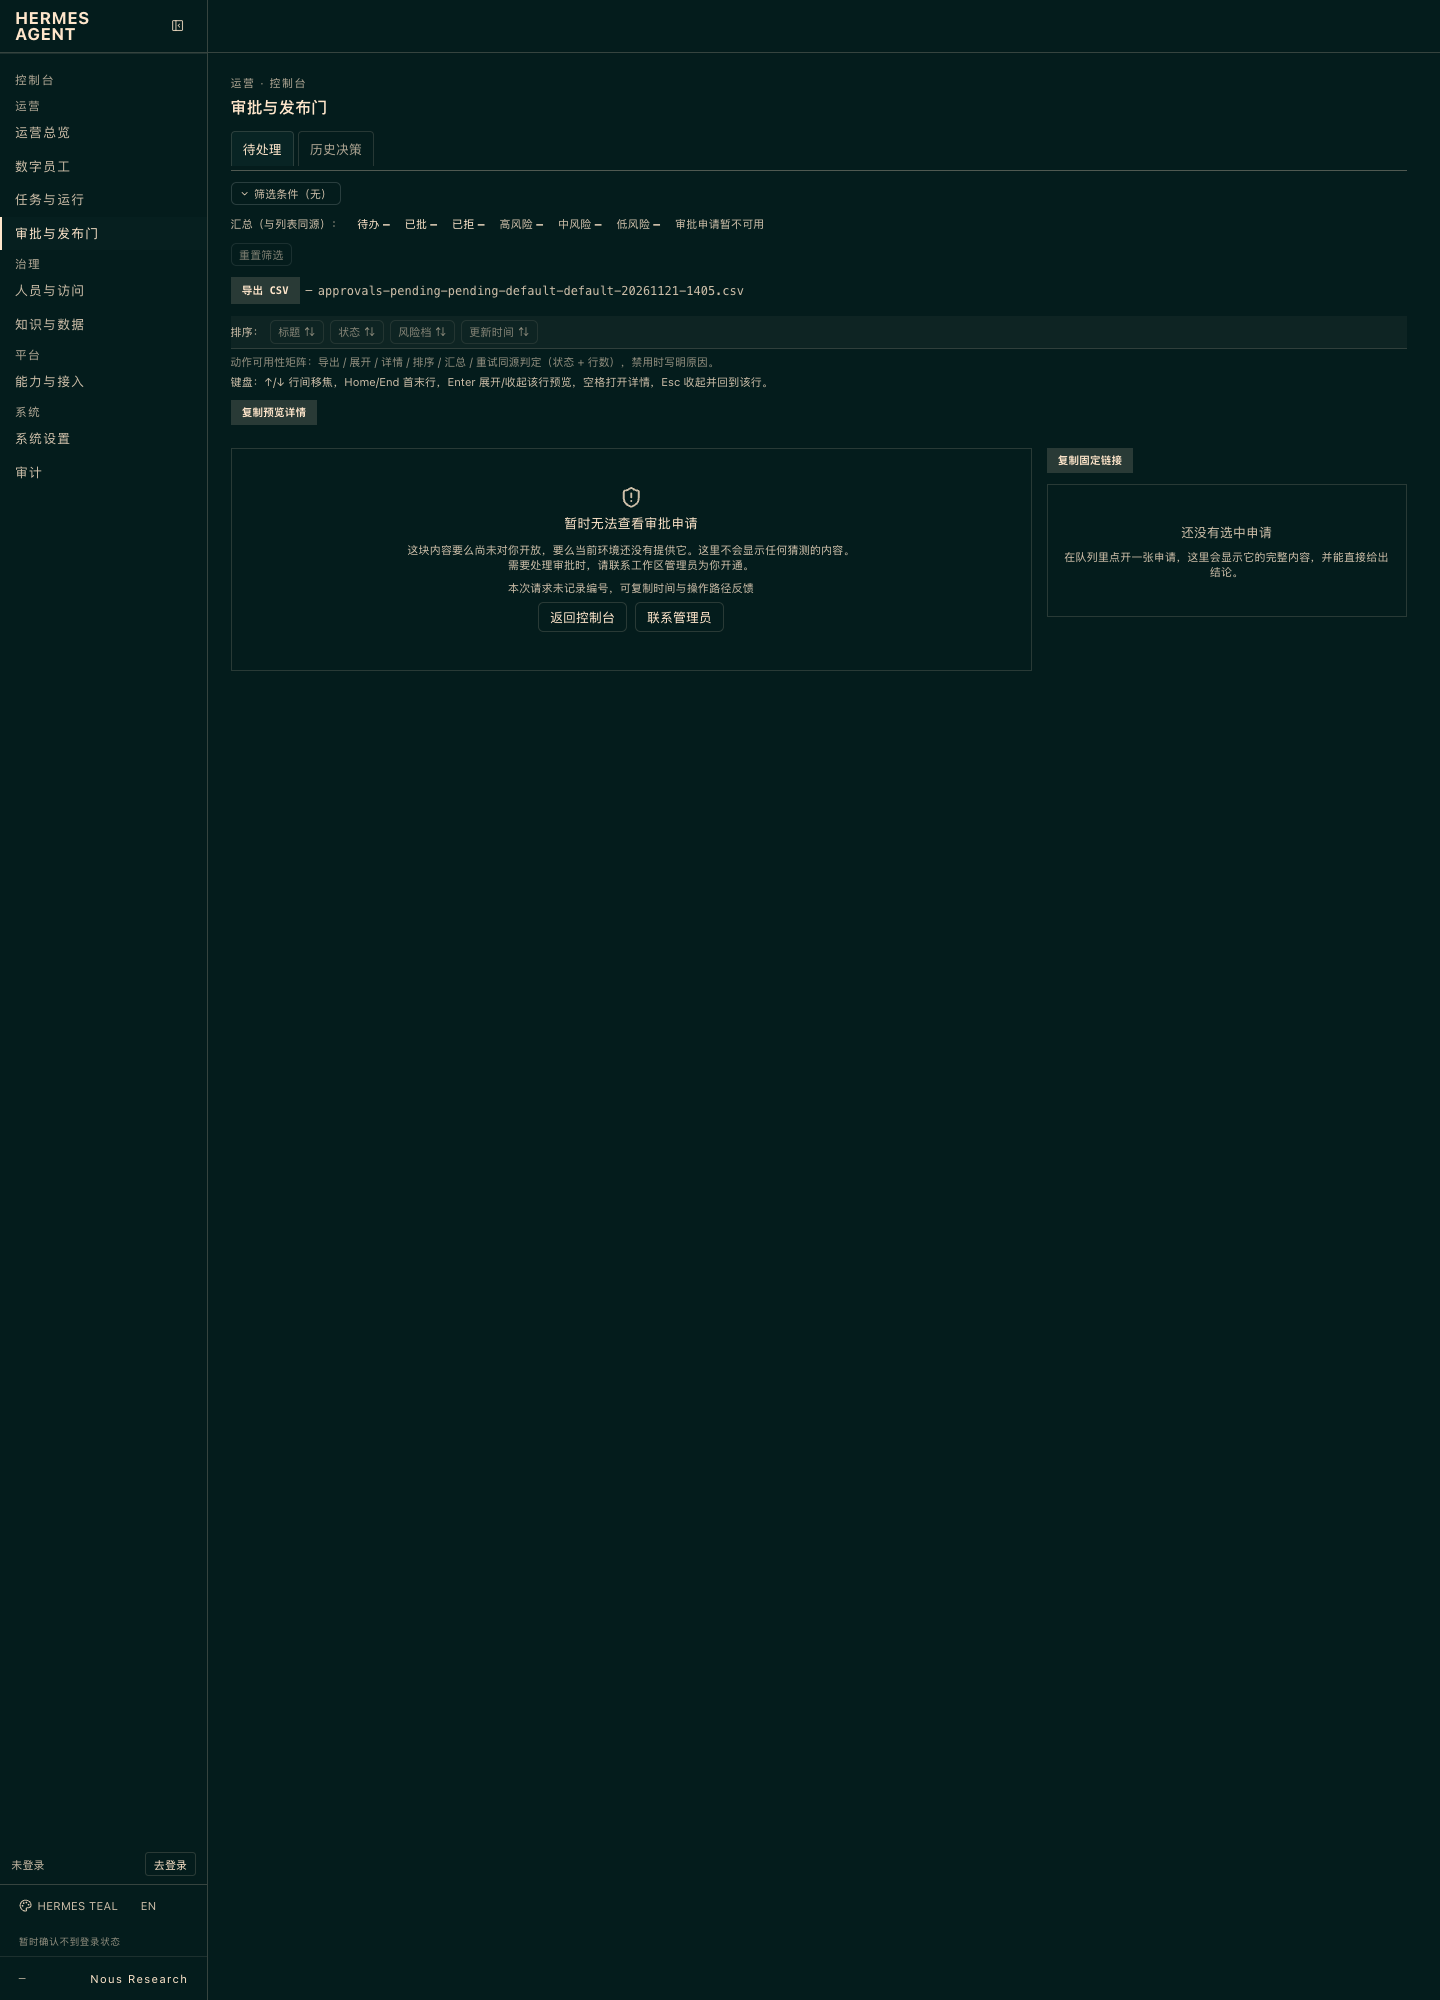 HERMES
AGENT
控制台
运营
运营总览
数字员工
任务与运行
审批与发布门
治理
人员与访问
知识与数据
平台
能力与接入
系统
系统设置
审计
未登录
去登录
HERMES TEAL EN
暂时确认不到登录状态
— Nous Research
运营 · 控制台
审批与发布门
待处理 历史决策
筛选条件（无）
汇总（与列表同源）： 待办 — 已批 — 已拒 — 高风险 — 中风险 — 低风险 — 审批申请暂不可用
重置筛选
导出 CSV — approvals-pending-pending-default-default-20261121-1405.csv
排序： 标题 ⇅ 状态 ⇅ 风险档 ⇅ 更新时间 ⇅
动作可用性矩阵：导出 / 展开 / 详情 / 排序 / 汇总 / 重试同源判定（状态 + 行数），禁用时写明原因。
键盘：↑/↓ 行间移焦，Home/End 首末行，Enter 展开/收起该行预览，空格打开详情，Esc 收起并回到该行。
复制预览详情
暂时无法查看审批申请
这块内容要么尚未对你开放，要么当前环境还没有提供它。这里不会显示任何猜测的内容。
需要处理审批时，请联系工作区管理员为你开通。
本次请求未记录编号，可复制时间与操作路径反馈
返回控制台 联系管理员
复制固定链接
还没有选中申请
在队列里点开一张申请，这里会显示它的完整内容，并能直接给出
结论。